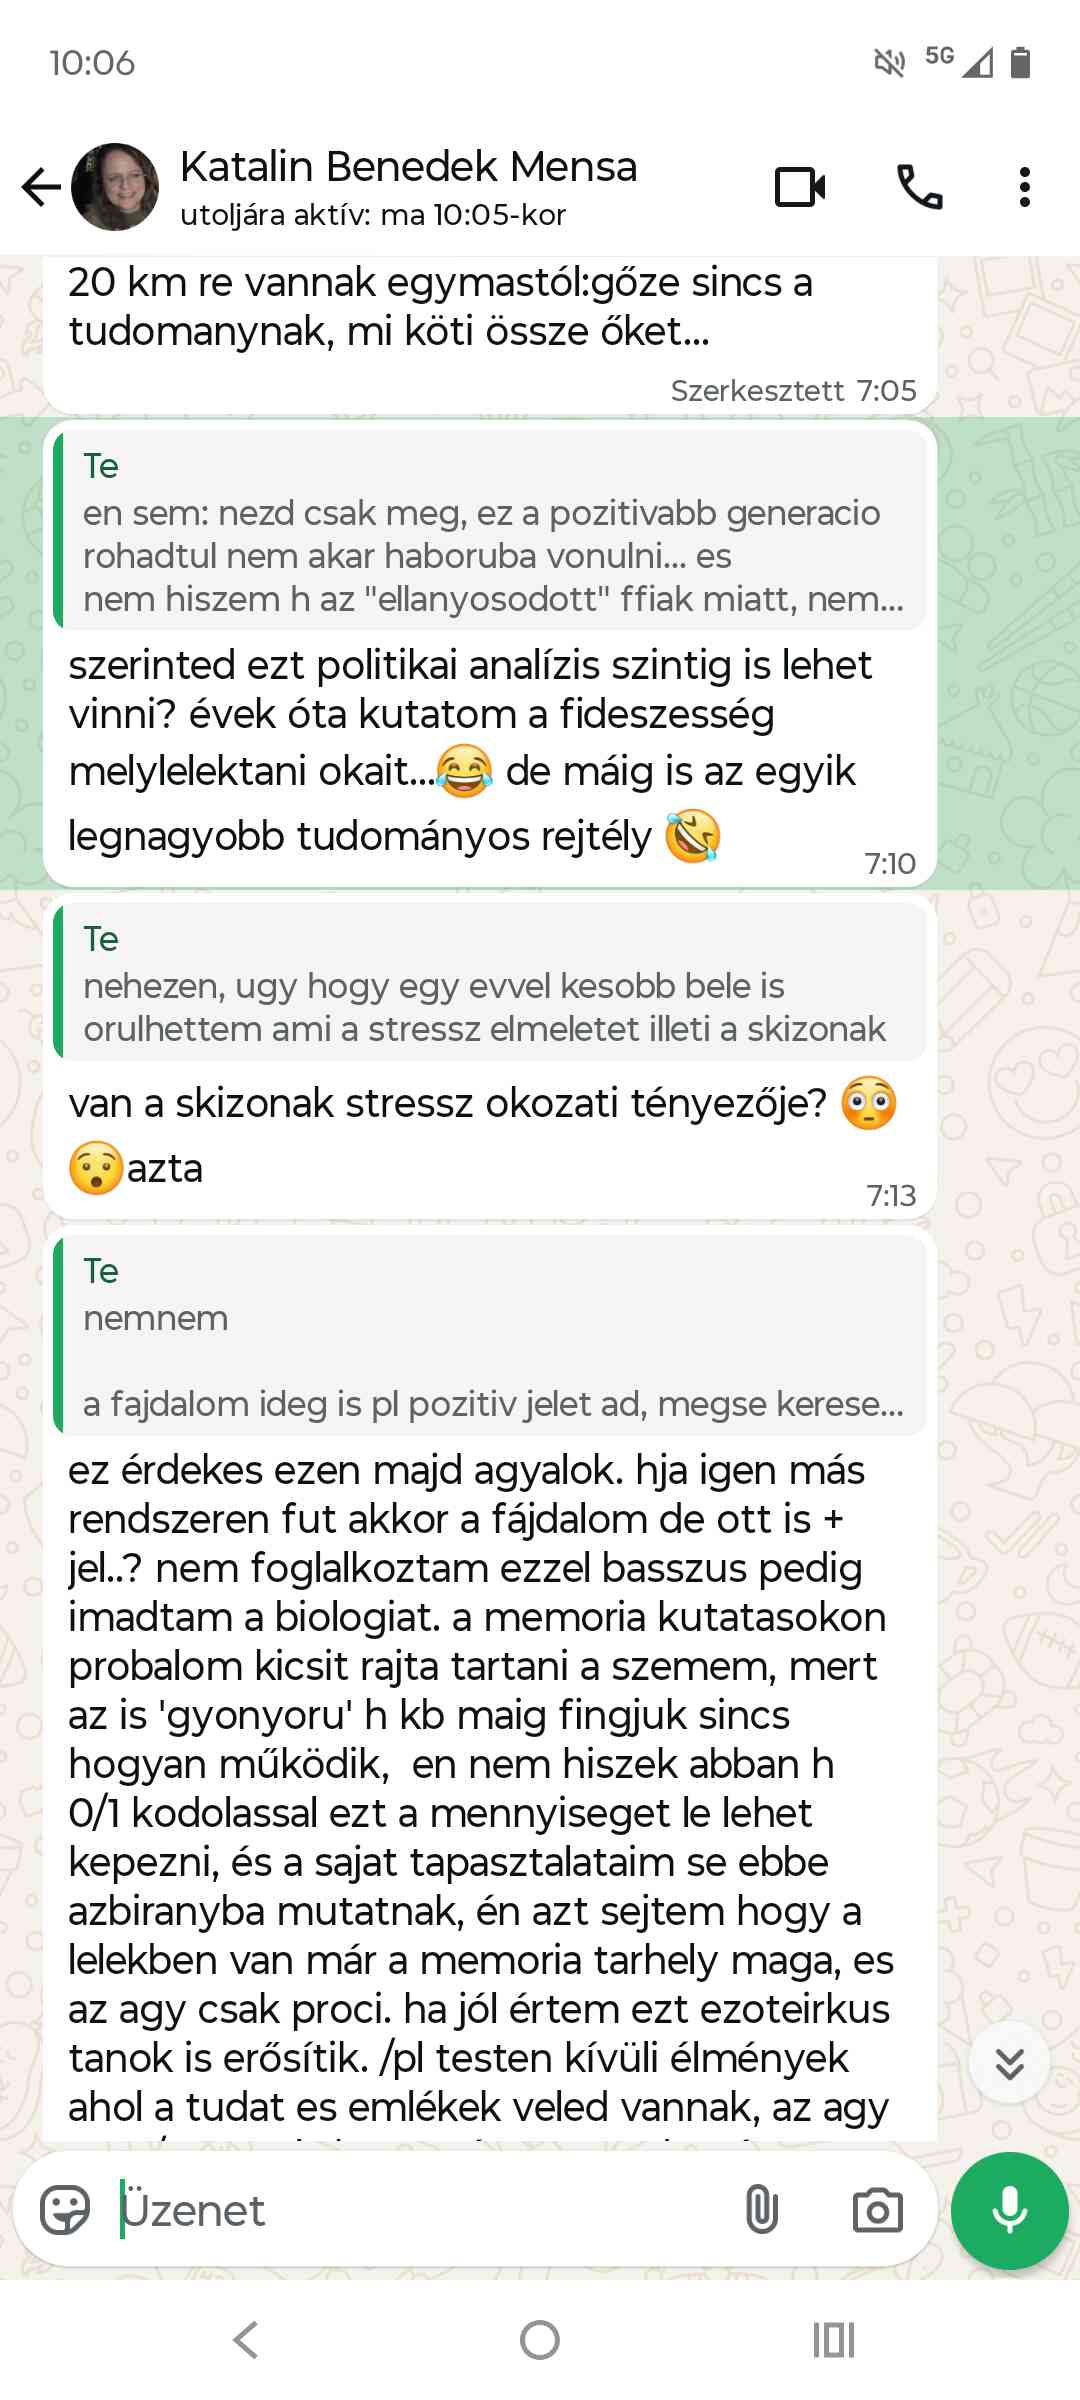 10:06
5G
Katalin Benedek Mensa
utoljára aktív: ma 10:05-kor
20 km re vannak egymastól:gőze sincs a
tudomanynak, mi köti össze őket...
Szerkesztett 7:05
Te
en sem: nezd csak meg, ez a pozitivabb generacio
rohadtul nem akar haboruba vonulni... es
nem hiszem h az "ellanyosodott" ffiak miatt, nem...
szerinted ezt politikai analízis szintig is lehet
vinni? évek óta kutatom a fideszesség
melylelektani okait...😂 de máig is az egyik
legnagyobb tudományos rejtély 🤣
7:10
Te
nehezen, ugy hogy egy evvel kesobb bele is
orulhettem ami a stressz elmeletet illeti a skizonak
van a skizonak stressz okozati tényezője? 😳
😯azta
7:13
Te
nemnem
a fajdalom ideg is pl pozitiv jelet ad, megse kerese...
ez érdekes ezen majd agyalok. hja igen más
rendszeren fut akkor a fájdalom de ott is +
jel..? nem foglalkoztam ezzel basszus pedig
imadtam a biologiat. a memoria kutatasokon
probalom kicsit rajta tartani a szemem, mert
az is 'gyonyoru' h kb maig fingjuk sincs
hogyan működik,  en nem hiszek abban h
0/1 kodolassal ezt a mennyiseget le lehet
kepezni, és a sajat tapasztalataim se ebbe
azbiranyba mutatnak, én azt sejtem hogy a
lelekben van már a memoria tarhely maga, es
az agy csak proci. ha jól értem ezt ezoteirkus
tanok is erősítik. /pl testen kívüli élmények
ahol a tudat es emlékek veled vannak, az agy
Üzenet